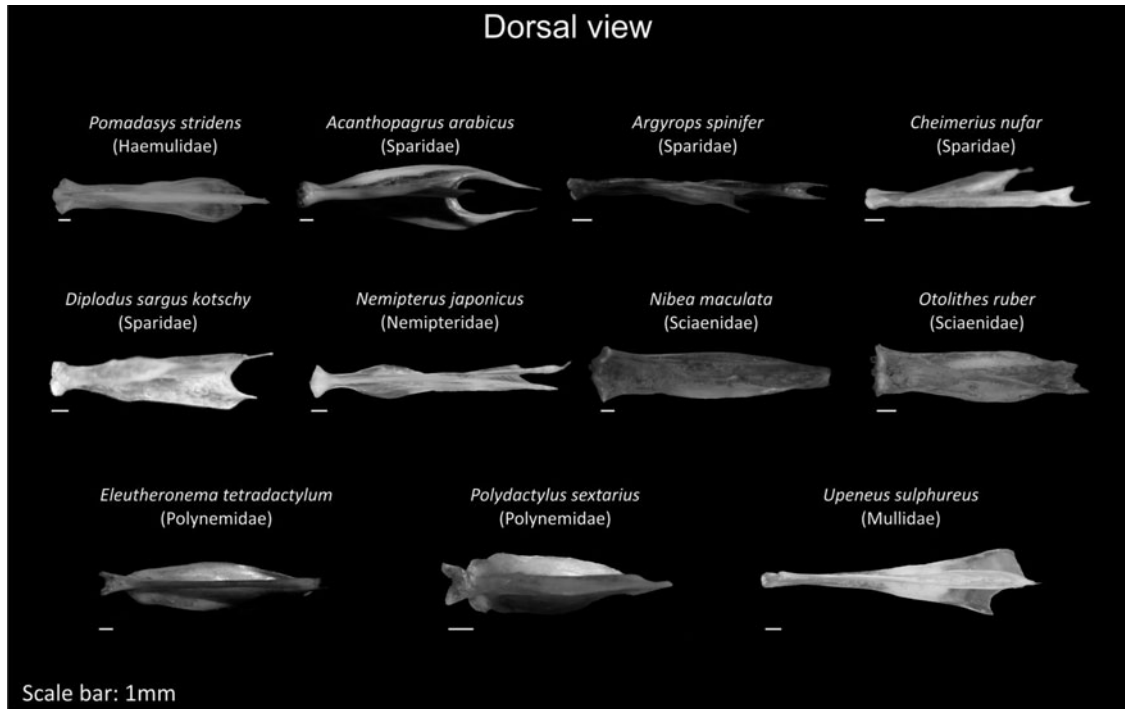 Dorsal view
Pomadasys stridens
(Haemulidae)
Acanthopagrus arabicus
(Sparidae)
Argyrops spinifer
(Sparidae)
Cheimerius nufar
(Sparidae)
Diplodus sargus kotschy
(Sparidae)
Nemipterus japonicus
(Nemipteridae)
Nibea maculata
(Sciaenidae)
Otolithes ruber
(Sciaenidae)
Eleutheronema tetradactylum
(Polynemidae)
Polydactylus sextarius
(Polynemidae)
Upeneus sulphureus
(Mullidae)
Scale bar: 1mm